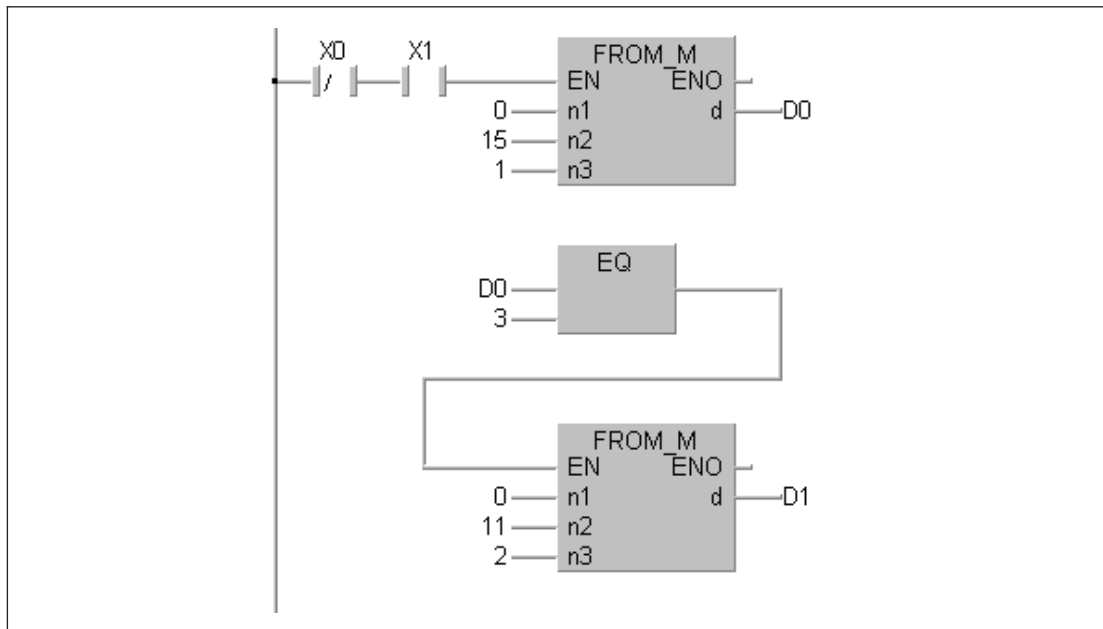 X0 X1
/
FROM_M
EN ENO
0 n1 d D0
15 n2
1 n3
EQ
D0
3
FROM_M
EN ENO
0 n1 d D1
11 n2
2 n3